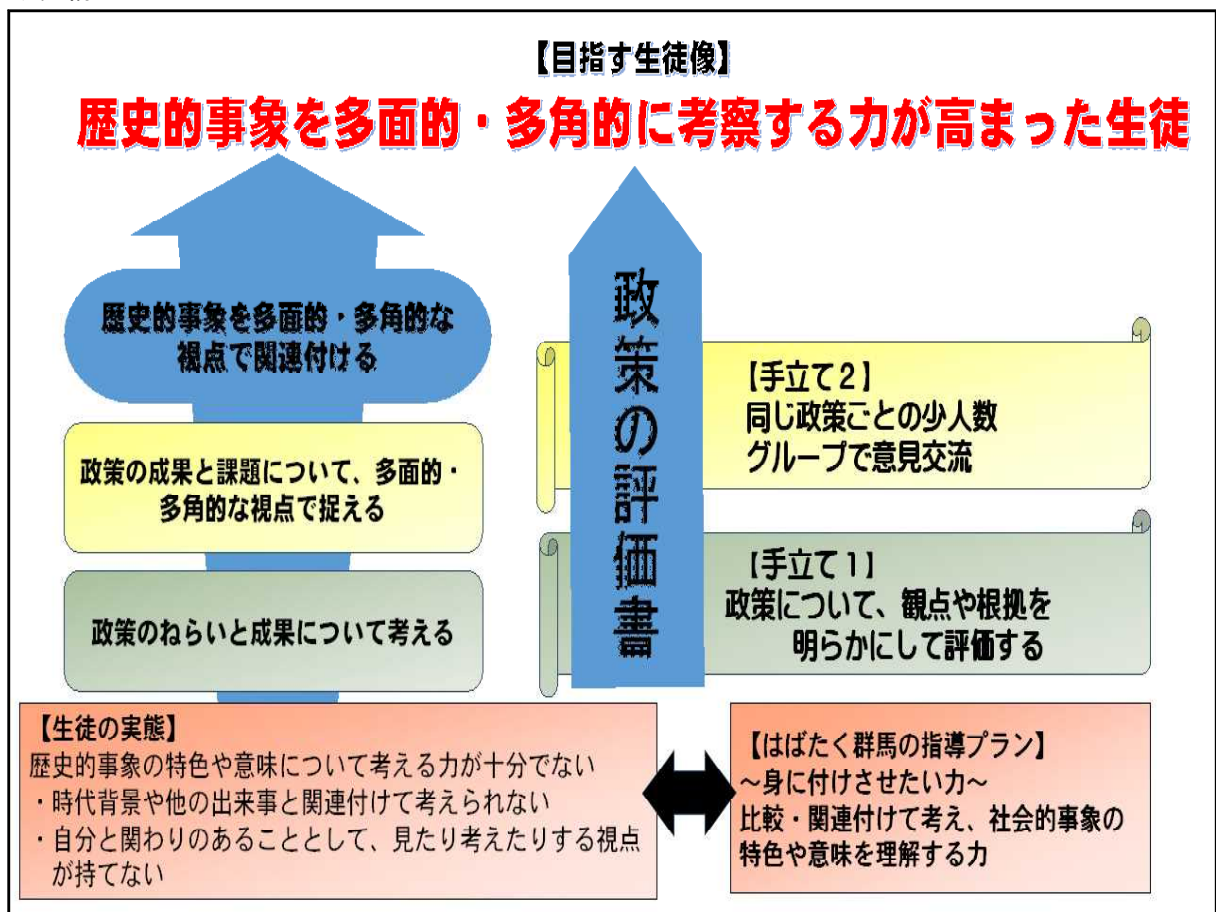 【目指す生徒像】
歴史的事象を多面的・多角的に考察する力が高まった生徒
歴史的事象を多面的・多角的な
視点で関連付ける
政策の成果と課題について、多面的・
多角的な視点で捉える
政策のねらいと成果について考える
政策の評価書
【手立て2】
同じ政策ごとの少人数
グループで意見交流
【手立て1】
政策について、観点や根拠を
明らかにして評価する
【生徒の実態】
歴史的事象の特色や意味について考える力が十分でない
・時代背景や他の出来事と関連付けて考えられない
・自分と関わりのあることとして、見たり考えたりする視点
が持てない
【はばたく群馬の指導プラン】
～身に付けさせたい力～
比較・関連付けて考え、社会的事象の
特色や意味を理解する力